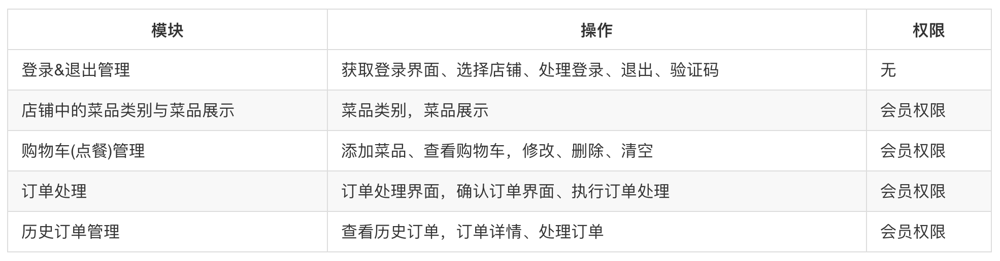 模块 操作 权限
登录&退出管理 获取登录界面、选择店铺、处理登录、退出、验证码 无
店铺中的菜品类别与菜品展示 菜品类别，菜品展示 会员权限
购物车(点餐)管理 添加菜品、查看购物车，修改、删除、清空 会员权限
订单处理 订单处理界面，确认订单界面、执行订单处理 会员权限
历史订单管理 查看历史订单，订单详情、处理订单 会员权限